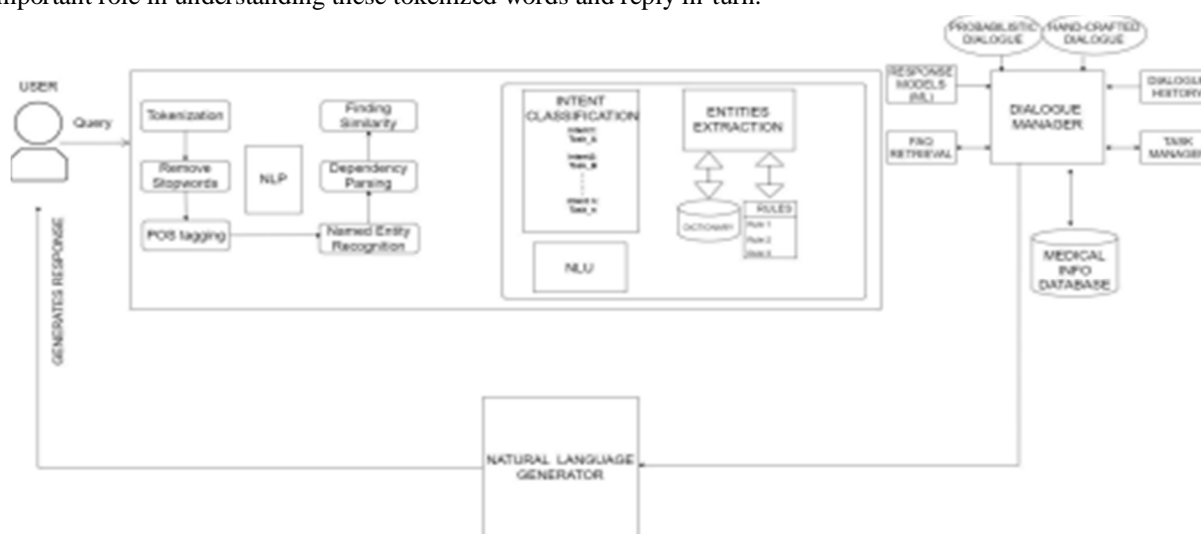 important role in understanding these tokenized words and reply in turn.
PROBABILISTIC
DIALOGUE
HAND-CRAFTED
DIALOGUE
USER
Query
Tokenization
Remove
Stopwords
POS tagging
NLP
Finding
Similarity
Dependency
Parsing
Named Entity
Recognition
INTENT
CLASSIFICATION
NLU
ENTITIES
EXTRACTION
DICTIONARY
RULES
Rule 1
Rule 2
RESPONSE
MODELS
(ML)
FAQ
RETRIEVAL
DIALOGUE
MANAGER
DIALOGUE
HISTORY
TASK
MANAGER
MEDICAL
INFO
DATABASE
GENERATES RESPONSE
NATURAL LANGUAGE
GENERATOR